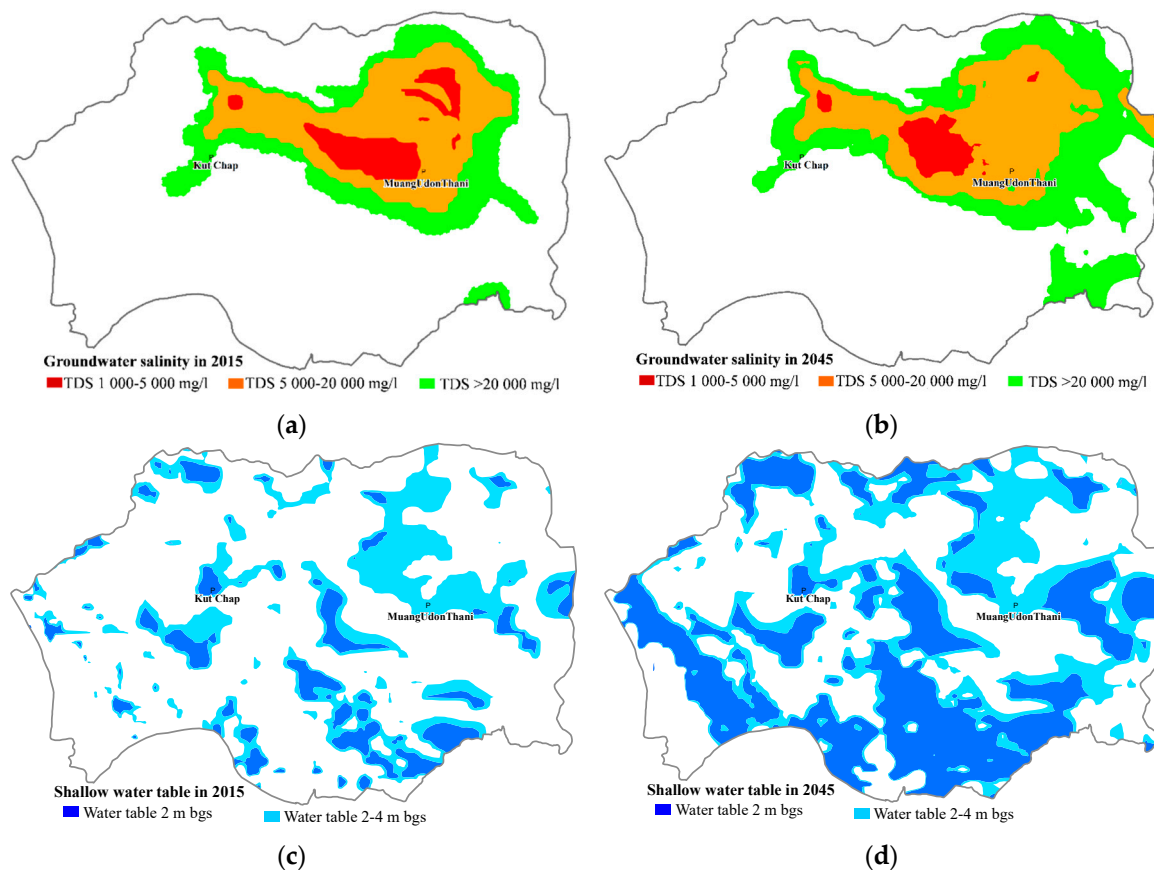 P
Kut Chap
P
MuangUdonThani
Groundwater salinity in 2015
TDS 1 000-5 000 mg/l TDS 5 000-20 000 mg/l TDS >20 000 mg/l
(a)
P
Kut Chap
P
MuangUdonThani
Groundwater salinity in 2045
TDS 1 000-5 000 mg/l TDS 5 000-20 000 mg/l TDS >20 000 mg/l
(b)
P
Kut Chap
P
MuangUdonThani
Shallow water table in 2015
Water table 2 m bgs Water table 2-4 m bgs
(c)
P
Kut Chap
P
MuangUdonThani
Shallow water table in 2045
Water table 2 m bgs Water table 2-4 m bgs
(d)